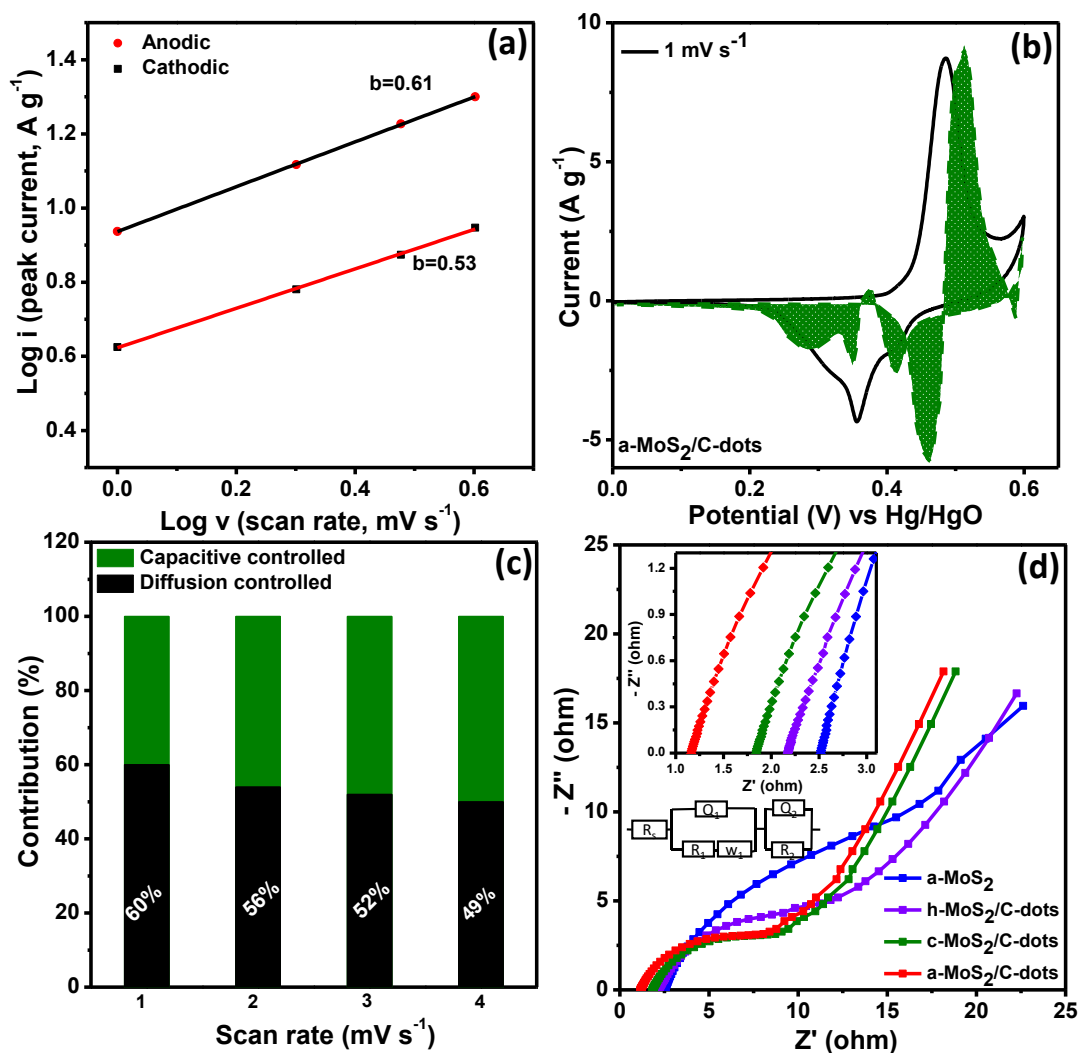 (a)
Anodic
Cathodic
b=0.61
b=0.53
1.4
1.2
1.0
0.8
0.6
0.4
Log i (peak current, A g⁻¹)
0.0 0.2 0.4 0.6
Log v (scan rate, mV s⁻¹)
(b)
1 mV s⁻¹
10
5
0
-5
Current (A g⁻¹)
a-MoS₂/C-dots
0.0 0.2 0.4 0.6
Potential (V) vs Hg/HgO
(c)
Capacitive controlled
Diffusion controlled
120
100
80
60
40
20
0
Contribution (%)
60% 56% 52% 49%
1 2 3 4
Scan rate (mV s⁻¹)
(d)
25
20
15
10
5
0
- Z'' (ohm)
1.2
0.9
0.6
0.3
0.0
- Z'' (ohm)
1.0 1.5 2.0 2.5 3.0
Z' (ohm)
Rₛ Q₁ R₁ w₁ Q₂ R₂
a-MoS₂
h-MoS₂/C-dots
c-MoS₂/C-dots
a-MoS₂/C-dots
0 5 10 15 20 25
Z' (ohm)